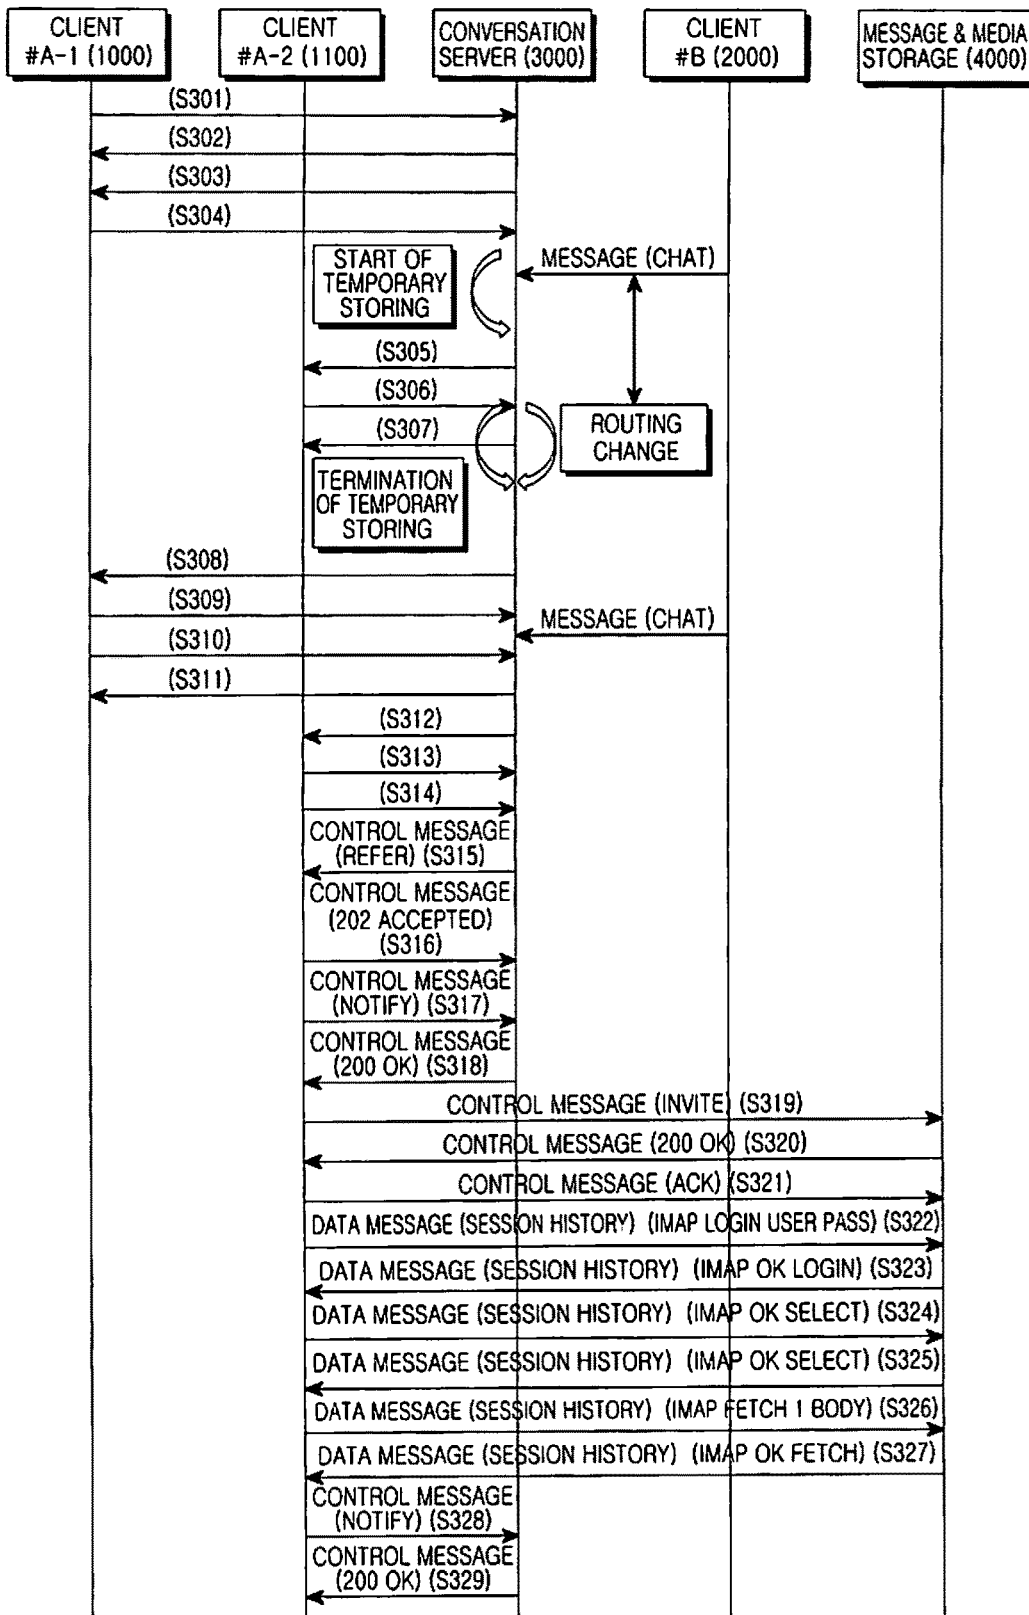 CLIENT
#A-1 (1000)
CLIENT
#A-2 (1100)
CONVERSATION
SERVER (3000)
CLIENT
#B (2000)
MESSAGE & MEDIA
STORAGE (4000)
(S301)
(S302)
(S303)
(S304)
START OF
TEMPORARY
STORING
MESSAGE (CHAT)
(S305)
(S306)
(S307)
ROUTING
CHANGE
TERMINATION
OF TEMPORARY
STORING
(S308)
(S309)
MESSAGE (CHAT)
(S310)
(S311)
(S312)
(S313)
(S314)
CONTROL MESSAGE
(REFER) (S315)
CONTROL MESSAGE
(202 ACCEPTED)
(S316)
CONTROL MESSAGE
(NOTIFY) (S317)
CONTROL MESSAGE
(200 OK) (S318)
CONTROL MESSAGE (INVITE) (S319)
CONTROL MESSAGE (200 OK) (S320)
CONTROL MESSAGE (ACK) (S321)
DATA MESSAGE (SESSION HISTORY) (IMAP LOGIN USER PASS) (S322)
DATA MESSAGE (SESSION HISTORY) (IMAP OK LOGIN) (S323)
DATA MESSAGE (SESSION HISTORY) (IMAP OK SELECT) (S324)
DATA MESSAGE (SESSION HISTORY) (IMAP OK SELECT) (S325)
DATA MESSAGE (SESSION HISTORY) (IMAP FETCH 1 BODY) (S326)
DATA MESSAGE (SESSION HISTORY) (IMAP OK FETCH) (S327)
CONTROL MESSAGE
(NOTIFY) (S328)
CONTROL MESSAGE
(200 OK) (S329)